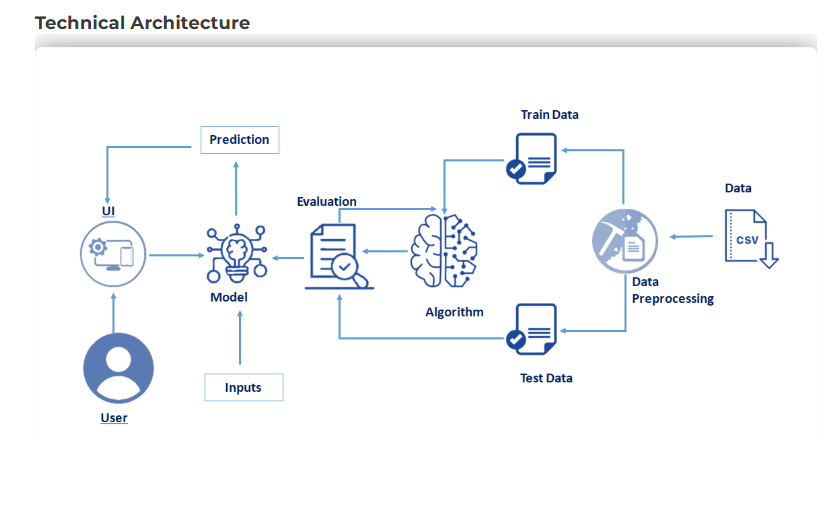 Technical Architecture
Train Data
Prediction
Data
Evaluation
UI
CSV
Data
Preprocessing
Model
Algorithm
Test Data
Inputs
User